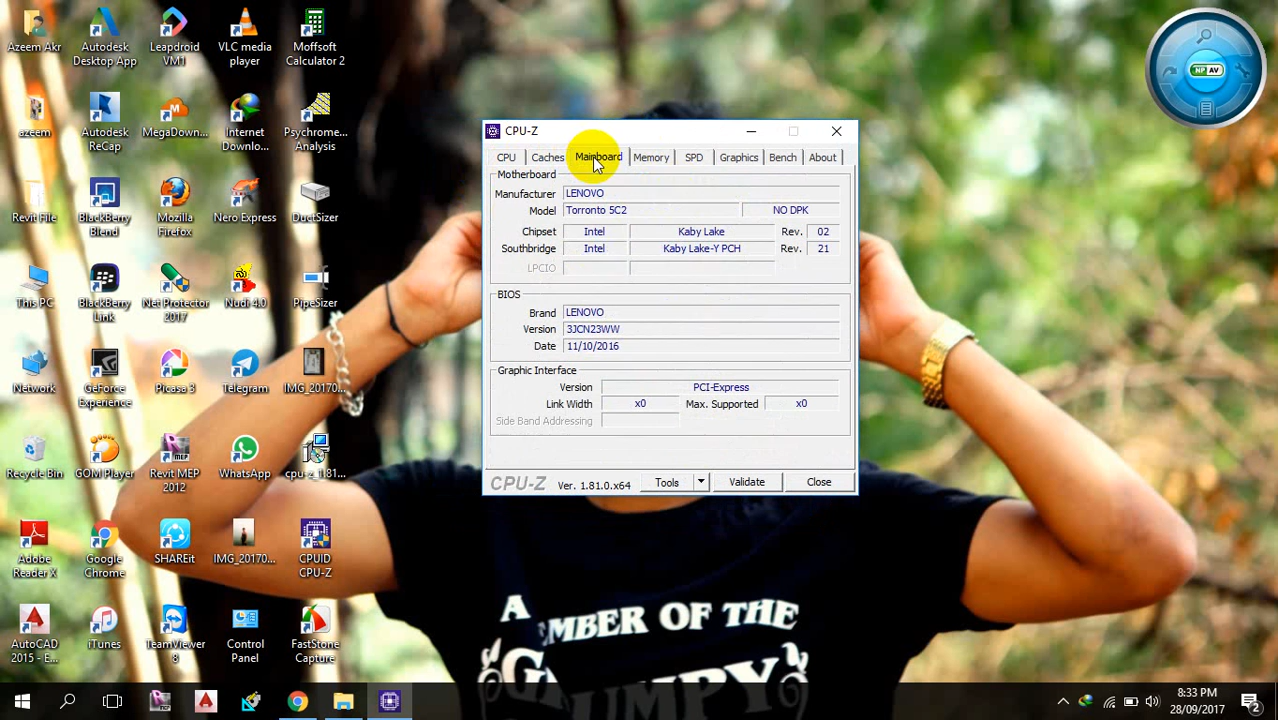 Azeem Akr
Autodesk
Desktop App
Leapdroid
VM1
VLC media
player
Moffsoft
Calculator 2
azeem
Autodesk
ReCap
MegaDown...
Internet
Downlo...
Psychrome...
Analysis
Revit File
BlackBerry
Blend
Mozilla
Firefox
Nero Express
DuctSizer
This PC
BlackBerry
Link
Net Protector
2017
Nudi 4.0
PipeSizer
Network
GeForce
Experience
Picasa 3
Telegram
IMG_20170...
Recycle Bin
GOM Player
Revit MEP
2012
WhatsApp
cpu-z_1.81...
Adobe
Reader X
Google
Chrome
SHAREit
IMG_20170...
CPUID
CPU-Z
AutoCAD
2015 - E...
iTunes
TeamViewer
8
Control
Panel
FastStone
Capture
NP AV
CPU-Z
CPU Caches Mainboard Memory SPD Graphics Bench About
Motherboard
Manufacturer LENOVO
Model Torronto 5C2 NO DPK
Chipset Intel Kaby Lake Rev. 02
Southbridge Intel Kaby Lake-Y PCH Rev. 21
LPCIO
BIOS
Brand LENOVO
Version 3JCN23WW
Date 11/10/2016
Graphic Interface
Version PCI-Express
Link Width x0 Max. Supported x0
Side Band Addressing
CPU-Z Ver. 1.81.0.x64 Tools Validate Close
A
MEMBER OF THE
GRUMPY
8:33 PM
28/09/2017
2